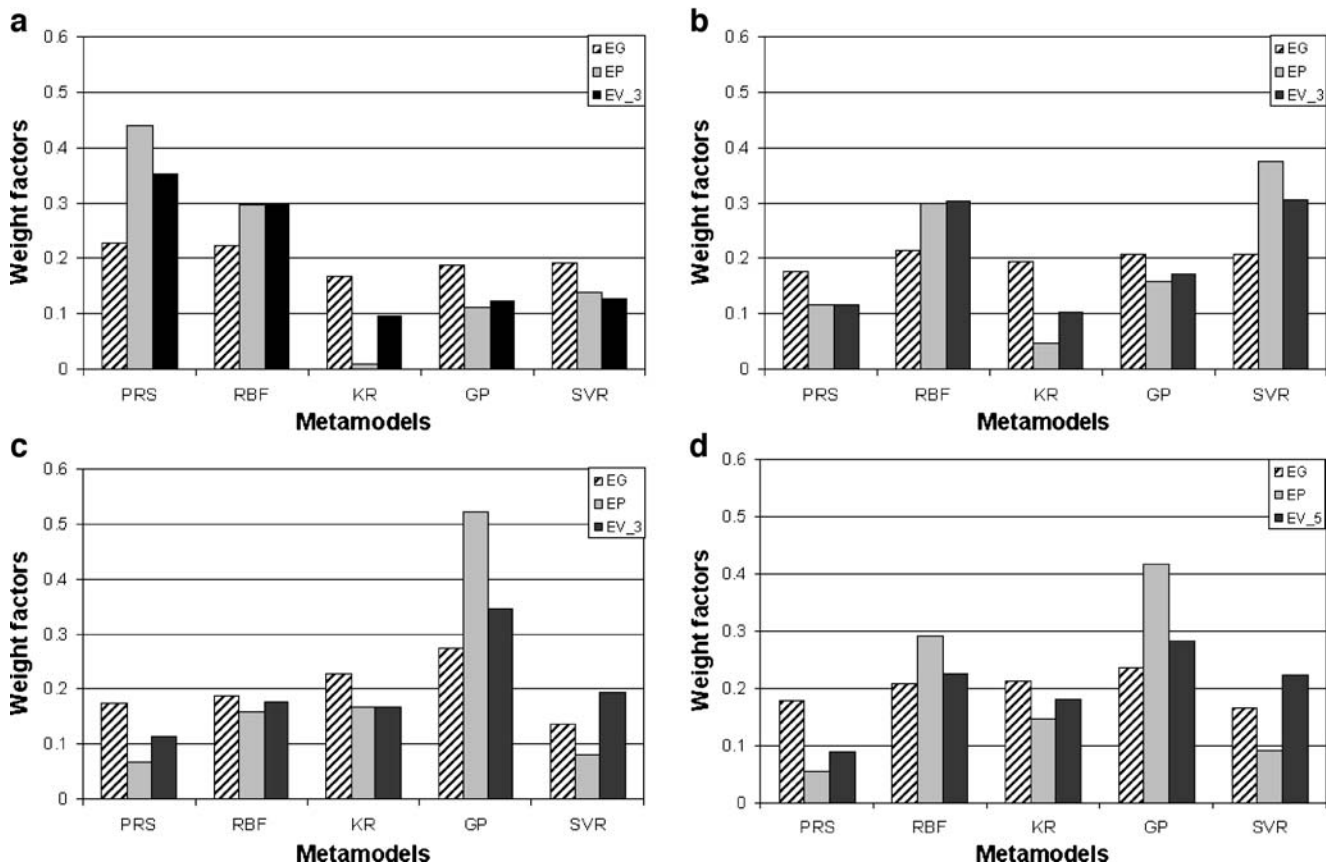 a
0.6
0.5
0.4
0.3
0.2
0.1
0
Weight factors
EG
EP
EV_3
PRS RBF KR GP SVR
Metamodels
b
0.6
0.5
0.4
0.3
0.2
0.1
0
Weight factors
EG
EP
EV_3
PRS RBF KR GP SVR
Metamodels
c
0.6
0.5
0.4
0.3
0.2
0.1
0
Weight factors
EG
EP
EV_3
PRS RBF KR GP SVR
Metamodels
d
0.6
0.5
0.4
0.3
0.2
0.1
0
Weight factors
EG
EP
EV_5
PRS RBF KR GP SVR
Metamodels